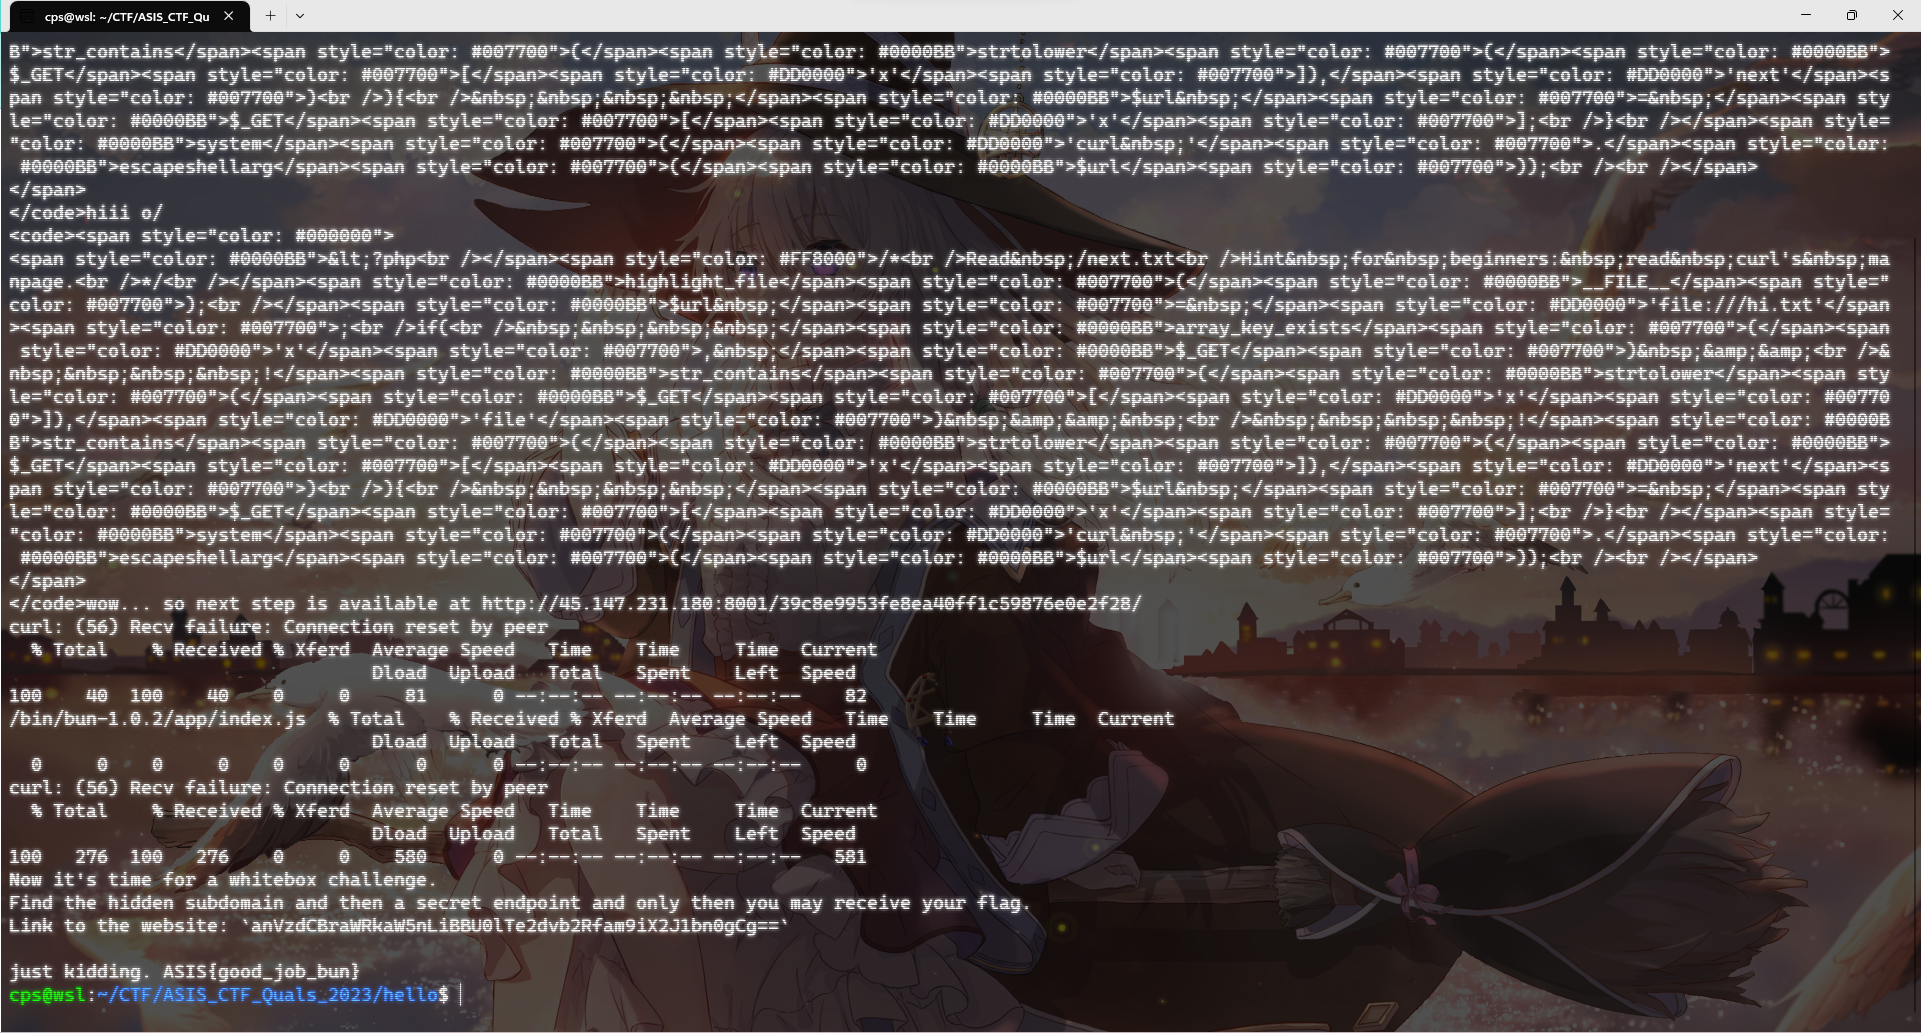 cps@wsl: ~/CTF/ASIS_CTF_Qu
B">str_contains</span><span style="color: #007700">(</span><span style="color: #0000BB">strtolower</span><span style="color: #007700">(</span><span style="color: #0000BB">
$_GET</span><span style="color: #007700">[</span><span style="color: #DD0000">'x'</span><span style="color: #007700">]),</span><span style="color: #DD0000">'next'</span><s
pan style="color: #007700">)<br />){<br />&nbsp;&nbsp;&nbsp;&nbsp;</span><span style="color: #0000BB">$url&nbsp;</span><span style="color: #007700">=&nbsp;</span><span sty
le="color: #0000BB">$_GET</span><span style="color: #007700">[</span><span style="color: #DD0000">'x'</span><span style="color: #007700">];<br />}<br /></span><span style=
"color: #0000BB">system</span><span style="color: #007700">(</span><span style="color: #DD0000">'curl&nbsp;'</span><span style="color: #007700">.</span><span style="color:
 #0000BB">escapeshellarg</span><span style="color: #007700">(</span><span style="color: #0000BB">$url</span><span style="color: #007700">));<br /><br /></span>
</span>
</code>hiii o/
<code><span style="color: #000000">
<span style="color: #0000BB">&lt;?php<br /></span><span style="color: #FF8000">/*<br />Read&nbsp;/next.txt<br />Hint&nbsp;for&nbsp;beginners:&nbsp;read&nbsp;curl's&nbsp;ma
npage.<br />*/<br /></span><span style="color: #0000BB">highlight_file</span><span style="color: #007700">(</span><span style="color: #0000BB">__FILE__</span><span style="
color: #007700">);<br /></span><span style="color: #0000BB">$url&nbsp;</span><span style="color: #007700">=&nbsp;</span><span style="color: #DD0000">'file:///hi.txt'</span
><span style="color: #007700">;<br />if(<br />&nbsp;&nbsp;&nbsp;&nbsp;</span><span style="color: #0000BB">array_key_exists</span><span style="color: #007700">(</span><span
 style="color: #DD0000">'x'</span><span style="color: #007700">,&nbsp;</span><span style="color: #0000BB">$_GET</span><span style="color: #007700">)&nbsp;&amp;&amp;<br />&
nbsp;&nbsp;&nbsp;&nbsp;!</span><span style="color: #0000BB">str_contains</span><span style="color: #007700">(</span><span style="color: #0000BB">strtolower</span><span sty
le="color: #007700">(</span><span style="color: #0000BB">$_GET</span><span style="color: #007700">[</span><span style="color: #DD0000">'x'</span><span style="color: #00770
0">]),</span><span style="color: #DD0000">'file'</span><span style="color: #007700">)&nbsp;&amp;&amp;&nbsp;<br />&nbsp;&nbsp;&nbsp;&nbsp;!</span><span style="color: #0000B
B">str_contains</span><span style="color: #007700">(</span><span style="color: #0000BB">strtolower</span><span style="color: #007700">(</span><span style="color: #0000BB">
$_GET</span><span style="color: #007700">[</span><span style="color: #DD0000">'x'</span><span style="color: #007700">]),</span><span style="color: #DD0000">'next'</span><s
pan style="color: #007700">)<br />){<br />&nbsp;&nbsp;&nbsp;&nbsp;</span><span style="color: #0000BB">$url&nbsp;</span><span style="color: #007700">=&nbsp;</span><span sty
le="color: #0000BB">$_GET</span><span style="color: #007700">[</span><span style="color: #DD0000">'x'</span><span style="color: #007700">];<br />}<br /></span><span style=
"color: #0000BB">system</span><span style="color: #007700">(</span><span style="color: #DD0000">'curl&nbsp;'</span><span style="color: #007700">.</span><span style="color:
 #0000BB">escapeshellarg</span><span style="color: #007700">(</span><span style="color: #0000BB">$url</span><span style="color: #007700">));<br /><br /></span>
</span>
</code>wow... so next step is available at http://45.147.231.180:8001/39c8e9953fe8ea40ff1c59876e0e2f28/
curl: (56) Recv failure: Connection reset by peer
  % Total    % Received % Xferd  Average Speed   Time    Time     Time  Current
                                 Dload  Upload   Total   Spent    Left  Speed
100    40  100    40    0     0     81      0 --:--:-- --:--:-- --:--:--    82
/bin/bun-1.0.2/app/index.js  % Total    % Received % Xferd  Average Speed   Time    Time     Time  Current
                                 Dload  Upload   Total   Spent    Left  Speed
  0     0    0     0    0     0      0      0 --:--:-- --:--:-- --:--:--     0
curl: (56) Recv failure: Connection reset by peer
  % Total    % Received % Xferd  Average Speed   Time    Time     Time  Current
                                 Dload  Upload   Total   Spent    Left  Speed
100   276  100   276    0     0    580      0 --:--:-- --:--:-- --:--:--   581
Now it's time for a whitebox challenge.
Find the hidden subdomain and then a secret endpoint and only then you may receive your flag.
Link to the website: `anVzdCBraWRkaW5nLiBBU0lTe2dvb2Rfam9iX2J1bn0gCg==`
just kidding. ASIS{good_job_bun}
cps@wsl:~/CTF/ASIS_CTF_Quals_2023/hello$